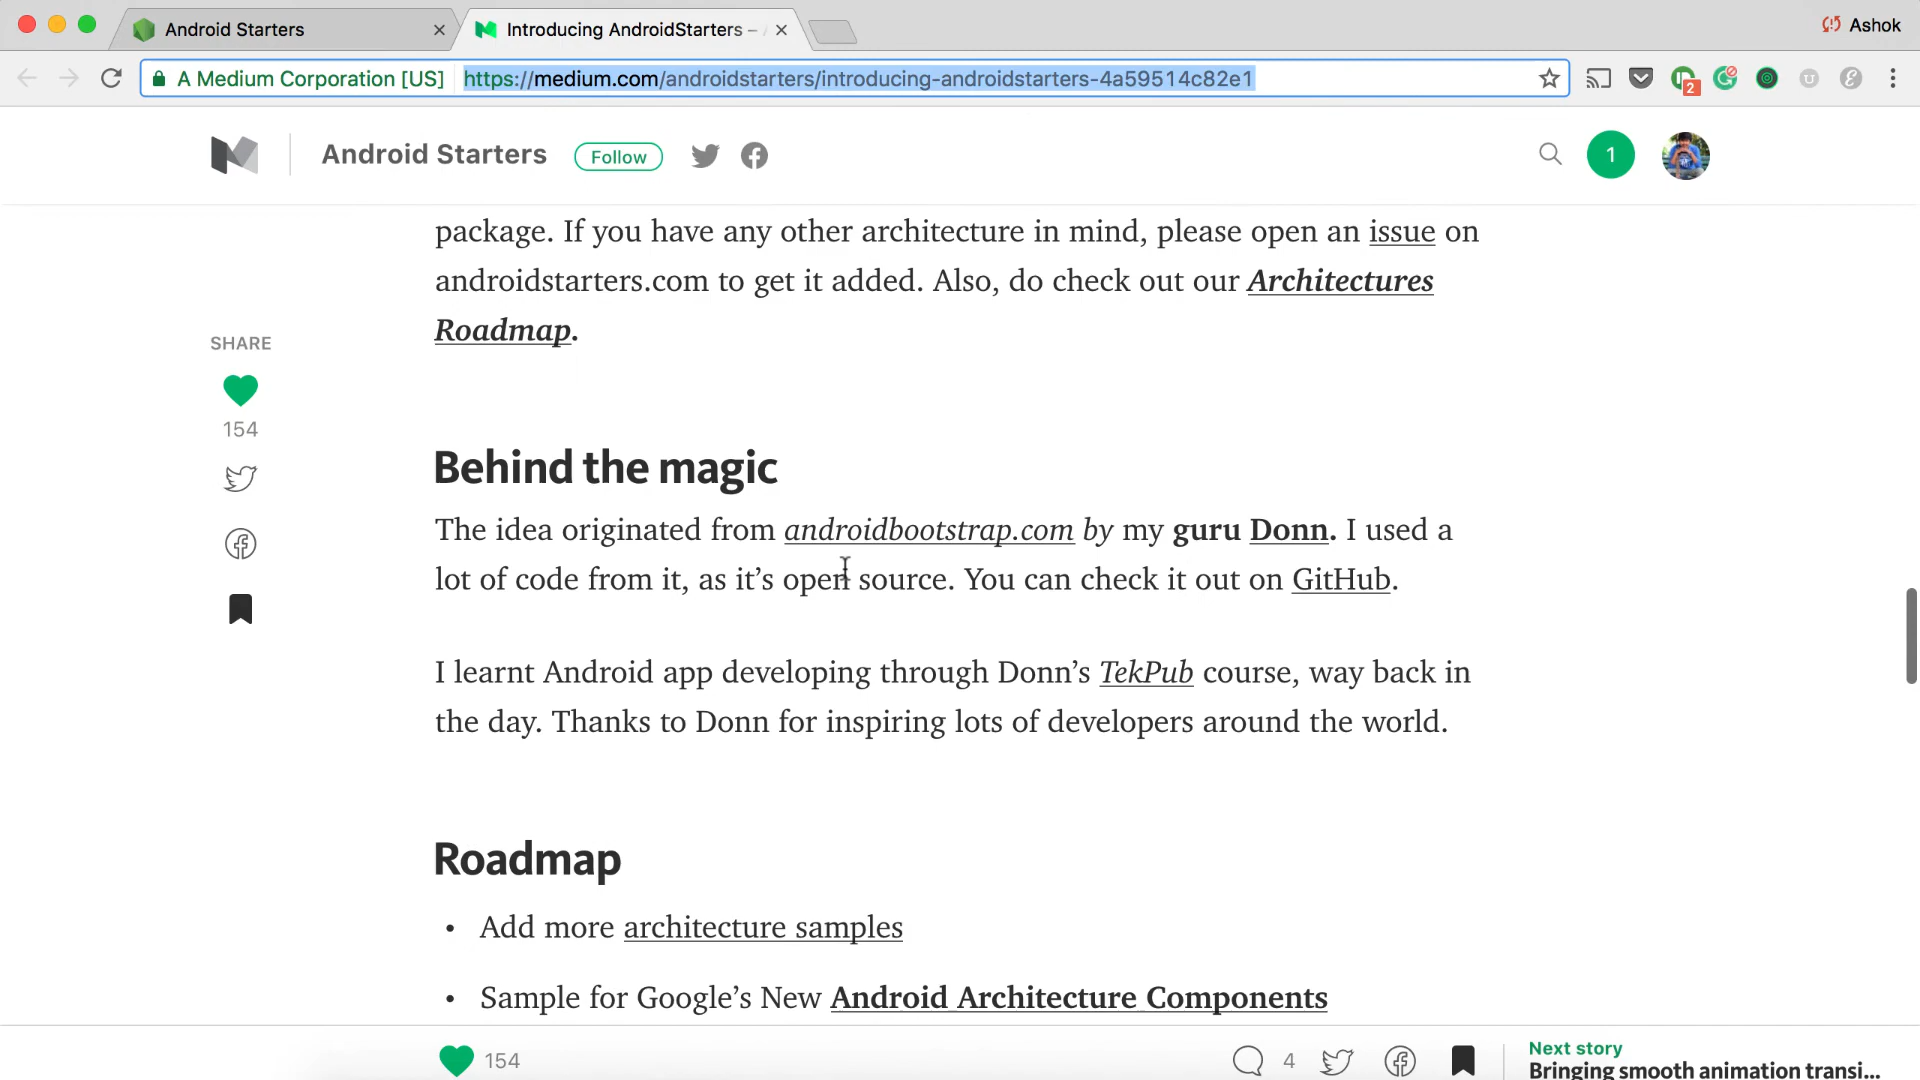 Android Starters
Introducing AndroidStarters –
Ashok
A Medium Corporation [US]
https://medium.com/androidstarters/introducing-androidstarters-4a59514c82e1
2
Android Starters
Follow
1
package. If you have any other architecture in mind, please open an issue on
androidstarters.com to get it added. Also, do check out our Architectures
Roadmap.
SHARE
154
Behind the magic
The idea originated from androidbootstrap.com by my guru Donn. I used a
lot of code from it, as it’s open source. You can check it out on GitHub.
I learnt Android app developing through Donn’s TekPub course, way back in
the day. Thanks to Donn for inspiring lots of developers around the world.
Roadmap
• Add more architecture samples
• Sample for Google’s New Android Architecture Components
154
4
Next story
Bringing smooth animation transi...